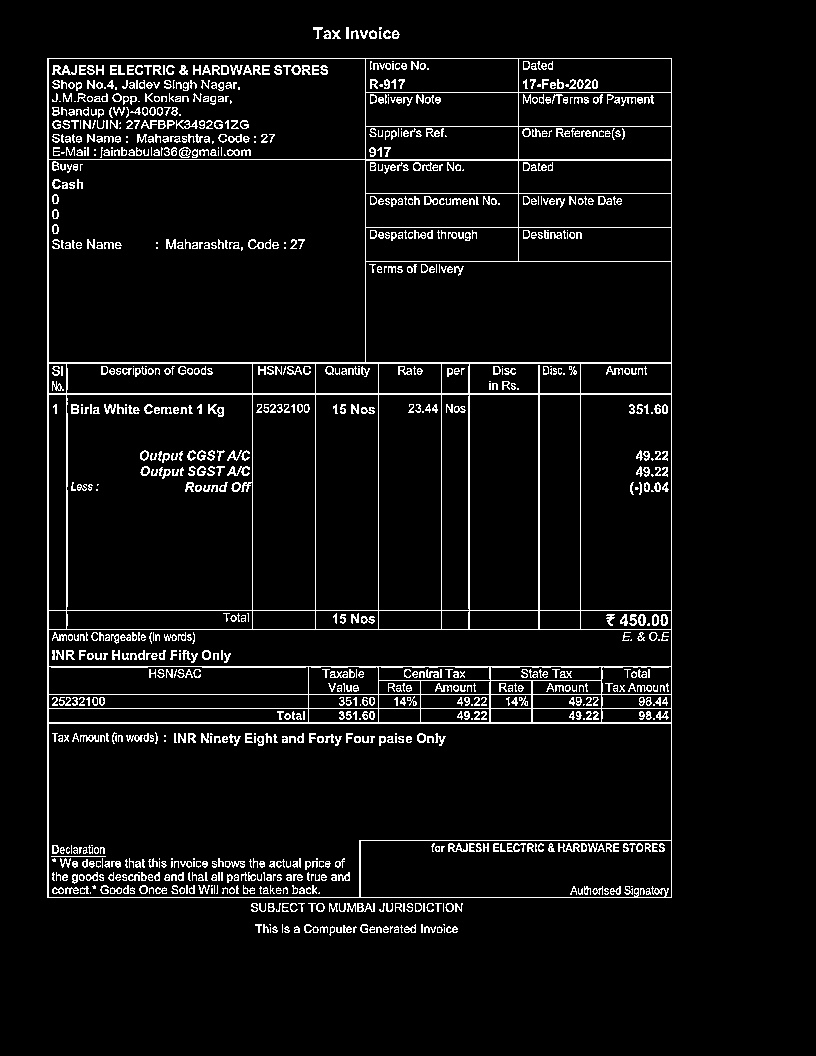 Tax Invoice
RAJESH ELECTRIC & HARDWARE STORES
Shop No.4, Jaldev Singh Nagar,
J.M.Road Opp. Konkan Nagar,
Bhandup (W)-400078.
GSTIN/UIN: 27AFBPK3492G1ZG
State Name : Maharashtra, Code : 27
E-Mail : jainbabulal36@gmail.com
Invoice No.
R-917
Dated
17-Feb-2020
Delivery Note
Mode/Terms of Payment
Supplier's Ref.
917
Other Reference(s)
Buyer
Cash
0
0
0
State Name : Maharashtra, Code : 27
Buyer's Order No.
Dated
Despatch Document No.
Delivery Note Date
Despatched through
Destination
Terms of Delivery
Sl No. Description of Goods HSN/SAC Quantity Rate per Disc in Rs. Disc. % Amount
1 Birla White Cement 1 Kg 25232100 15 Nos 23.44 Nos 351.60
Output CGST A/C 49.22
Output SGST A/C 49.22
Less : Round Off (-)0.04
Total 15 Nos ₹ 450.00
Amount Chargeable (in words) E. & O.E
INR Four Hundred Fifty Only
HSN/SAC Taxable Value Central Tax State Tax Total Tax Amount
Rate Amount Rate Amount
25232100 351.60 14% 49.22 14% 49.22 98.44
Total 351.60 49.22 49.22 98.44
Tax Amount (in words) : INR Ninety Eight and Forty Four paise Only
Declaration
* We declare that this invoice shows the actual price of
the goods described and that all particulars are true and
correct.* Goods Once Sold Will not be taken back.
for RAJESH ELECTRIC & HARDWARE STORES
Authorised Signatory
SUBJECT TO MUMBAI JURISDICTION
This is a Computer Generated Invoice